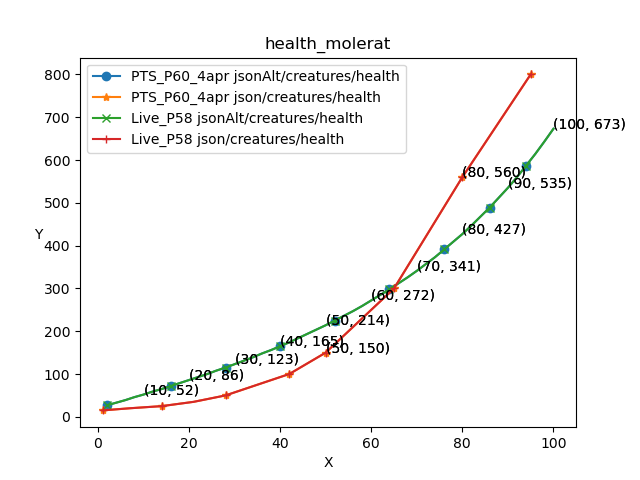 health_molerat
PTS_P60_4apr jsonAlt/creatures/health
PTS_P60_4apr json/creatures/health
Live_P58 jsonAlt/creatures/health
Live_P58 json/creatures/health
800
700
600
500
400
300
200
100
0
Y
(100, 673)
(80, 560)
(90, 535)
(80, 427)
(70, 341)
(60, 272)
(50, 214)
(40, 165)
(50, 150)
(30, 123)
(20, 86)
(10, 52)
0 20 40 60 80 100
X